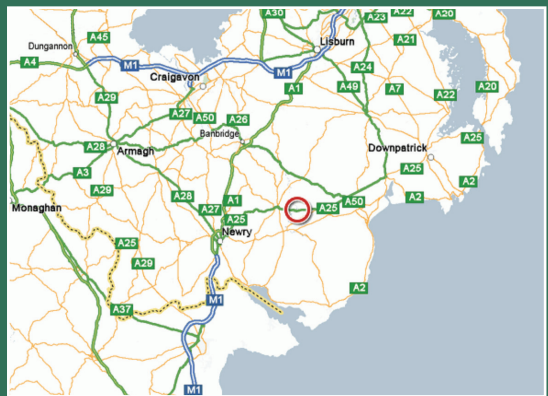 A30
A22
A23
A20
A45
Lisburn
A21
Dungannon
A4
M1
A24
Craigavon
M1
A1
A49
A7
A20
A29
A22
A27
A50
A26
Banbridge
A25
A28
Armagh
Downpatrick
A3
A25
A29
A28
A1
A50
A2
A2
Monaghan
A27
A25
A25
Newry
A25
A29
A2
M1
A37
M1